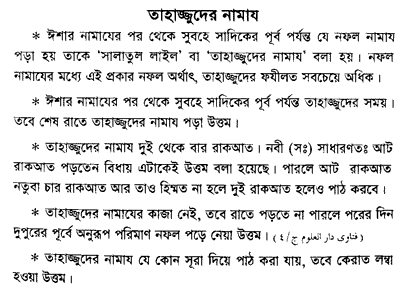 তাহাজ্জুদের নামায
* ঈশার নামাযের পর থেকে সুবহে সাদিকের পূর্ব পর্যন্ত যে নফল নামায
পড়া হয় তাকে ‘সালাতুল লাইল’ বা ‘তাহাজ্জুদের নামায’ বলা হয়। নফল
নামাযের মধ্যে এই প্রকার নফল অর্থাৎ, তাহাজ্জুদের ফযীলত সবচেয়ে অধিক।
* ঈশার নামাযের পর থেকে সুবহে সাদিকের পূর্ব পর্যন্ত তাহাজ্জুদের সময়।
তবে শেষ রাতে তাহাজ্জুদের নামায পড়া উত্তম।
* তাহাজ্জুদের নামায দুই থেকে বার রাকআত। নবী (সঃ) সাধারণতঃ আট
রাকআত পড়তেন বিধায় এটাকেই উত্তম বলা হয়েছে। পারলে আট রাকআত
নতুবা চার রাকআত আর তাও হিম্মত না হলে দুই রাকআত হলেও পাঠ করবে।
* তাহাজ্জুদের নামাযের কাজা নেই, তবে রাতে পড়তে না পারলে পরের দিন
দুপুরের পূর্বে অনুরূপ পরিমাণ নফল পড়ে নেয়া উত্তম। (فتاوى دار العلوم ج/٤)
* তাহাজ্জুদের নামায যে কোন সূরা দিয়ে পাঠ করা যায়, তবে কেরাত লম্বা
হওয়া উত্তম।